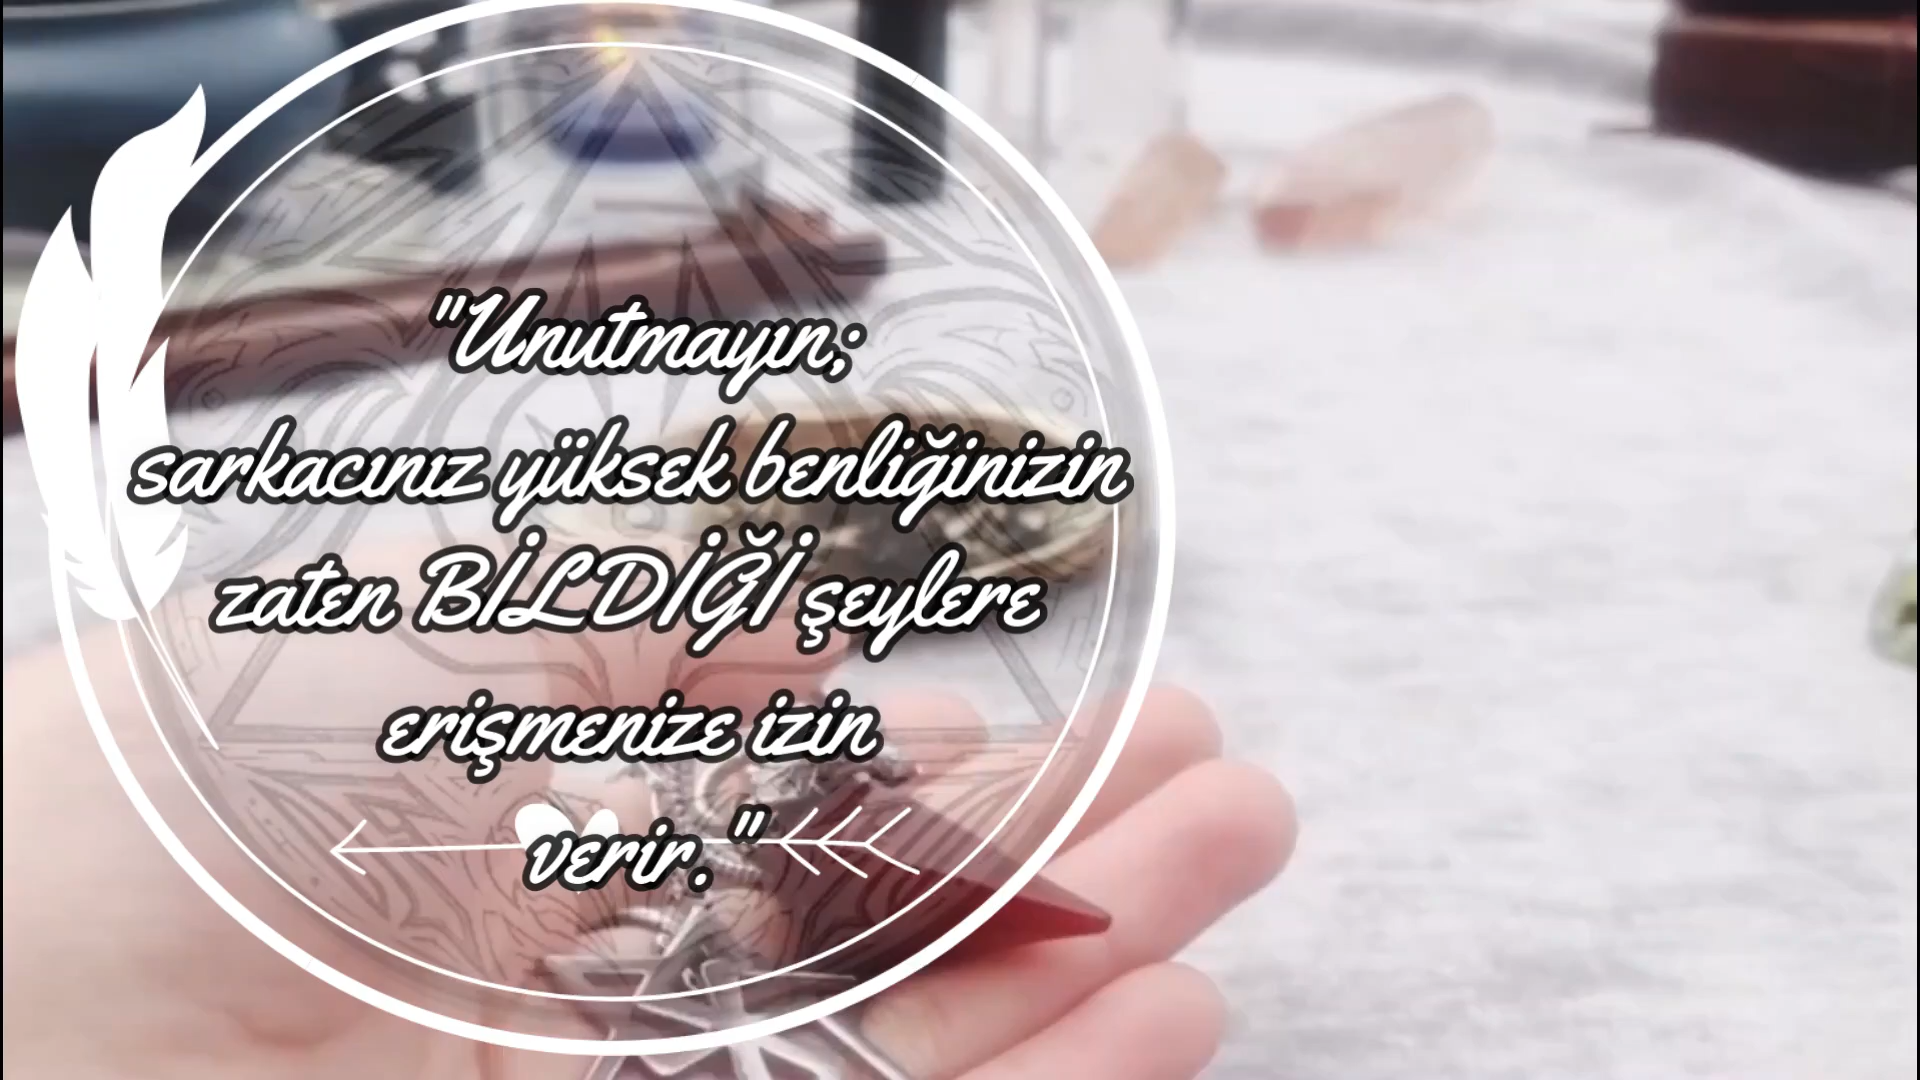 "Unutmayın;
sarkacınız yüksek benliğinizin
zaten BİLDİĞİ şeylere
erişmenize izin
verir."